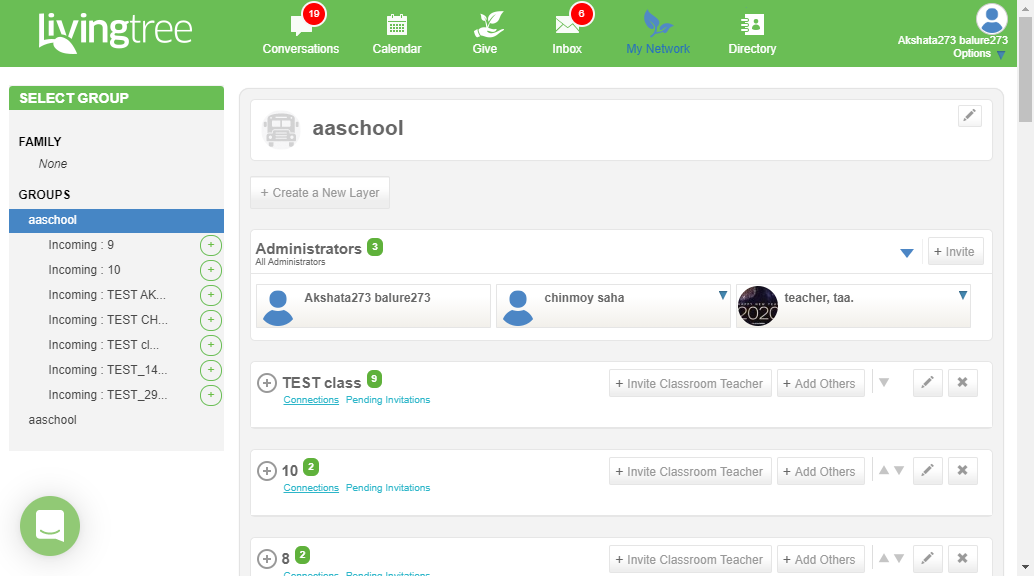 livingtree
19
Conversations
Calendar
Give
6
Inbox
My Network
Directory
Akshata273 balure273
Options
SELECT GROUP
FAMILY
None
GROUPS
aaschool
Incoming : 9
Incoming : 10
Incoming : TEST AK...
Incoming : TEST CH...
Incoming : TEST cl...
Incoming : TEST_14...
Incoming : TEST_29...
aaschool
aaschool
+ Create a New Layer
Administrators 3
All Administrators
+ Invite
Akshata273 balure273
chinmoy saha
HAPPY NEW YEAR
2020
teacher, taa.
TEST class 9
Connections Pending Invitations
+ Invite Classroom Teacher
+ Add Others
10 2
Connections Pending Invitations
+ Invite Classroom Teacher
+ Add Others
8 2
Connections Pending Invitations
+ Invite Classroom Teacher
+ Add Others